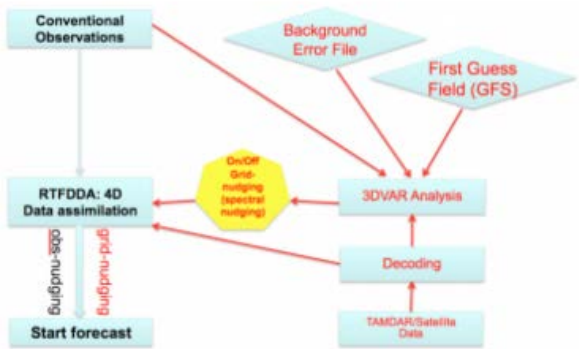 Conventional
Observations
Background
Error File
First Guess
Field (GFS)
On/Off
Grid-
nudging
(spectral
nudging)
RTFDDA: 4D
Data assimilation
3DVAR Analysis
obs-nudging
grid-nudging
Decoding
Start forecast
TAMDAR/Satellite
Data